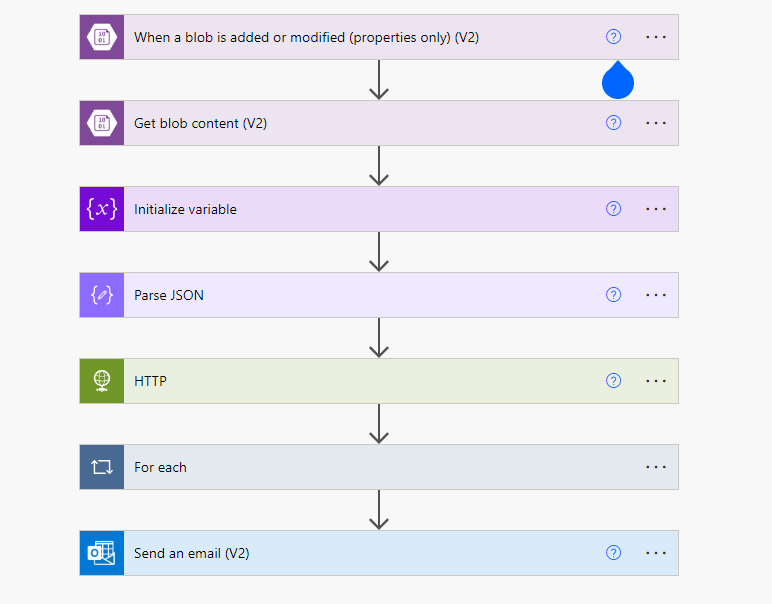 When a blob is added or modified (properties only) (V2)
Get blob content (V2)
{x} Initialize variable
Parse JSON
HTTP
For each
Send an email (V2)